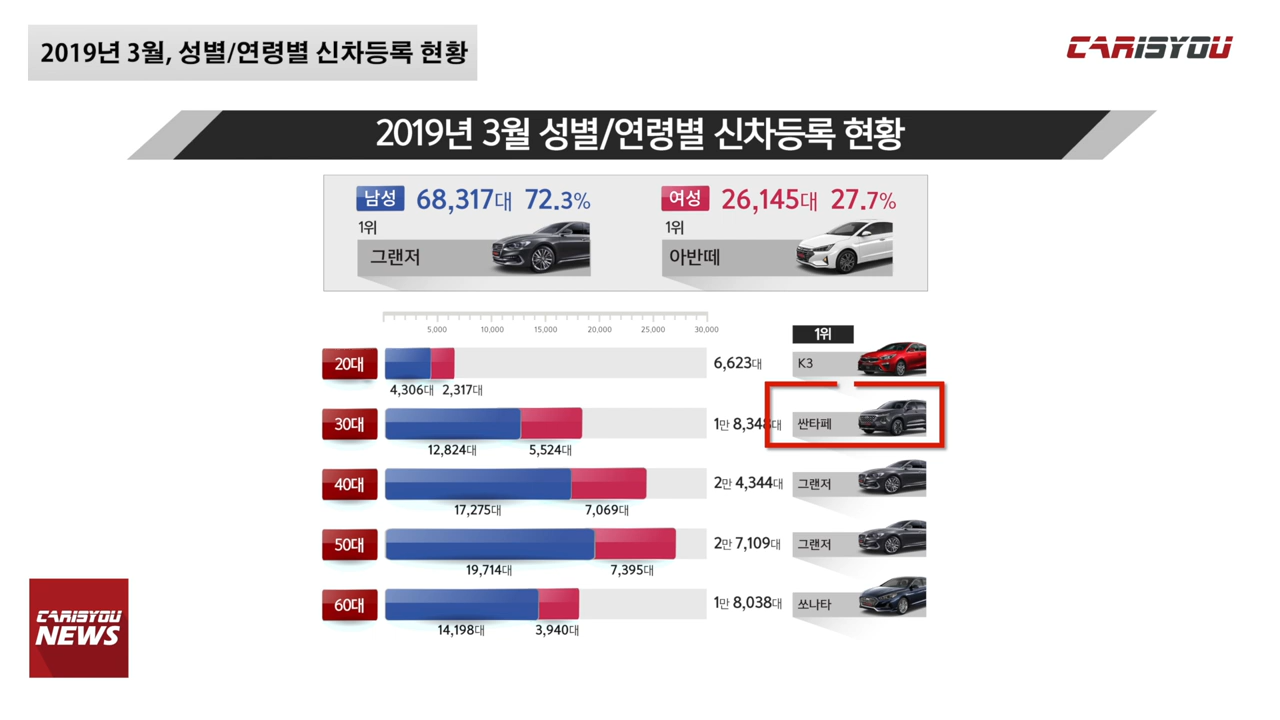 2019년 3월, 성별/연령별 신차등록 현황
CARISYOU
2019년 3월 성별/연령별 신차등록 현황
남성 68,317대 72.3%
1위
그랜저
여성 26,145대 27.7%
1위
아반떼
5,000 10,000 15,000 20,000 25,000 30,000
1위
20대 6,623대 K3
4,306대 2,317대
30대 1만 8,348대 싼타페
12,824대 5,524대
40대 2만 4,344대 그랜저
17,275대 7,069대
50대 2만 7,109대 그랜저
19,714대 7,395대
60대 1만 8,038대 쏘나타
14,198대 3,940대
CARISYOU
NEWS